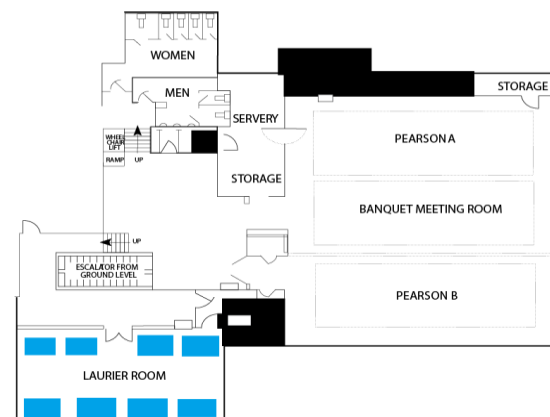 WOMEN
STORAGE
MEN
SERVERY
PEARSON A
WHEEL
CHAIR
LIFT
RAMP
UP
STORAGE
BANQUET MEETING ROOM
UP
ESCALATOR FROM
GROUND LEVEL
PEARSON B
LAURIER ROOM